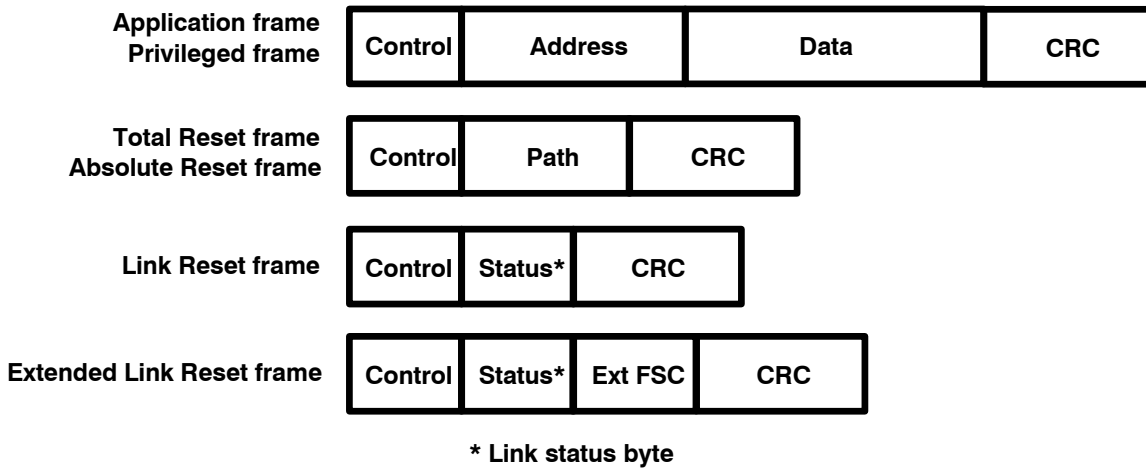 Application frame
Privileged frame
Control Address Data CRC
Total Reset frame
Absolute Reset frame
Control Path CRC
Link Reset frame
Control Status* CRC
Extended Link Reset frame
Control Status* Ext FSC CRC
* Link status byte